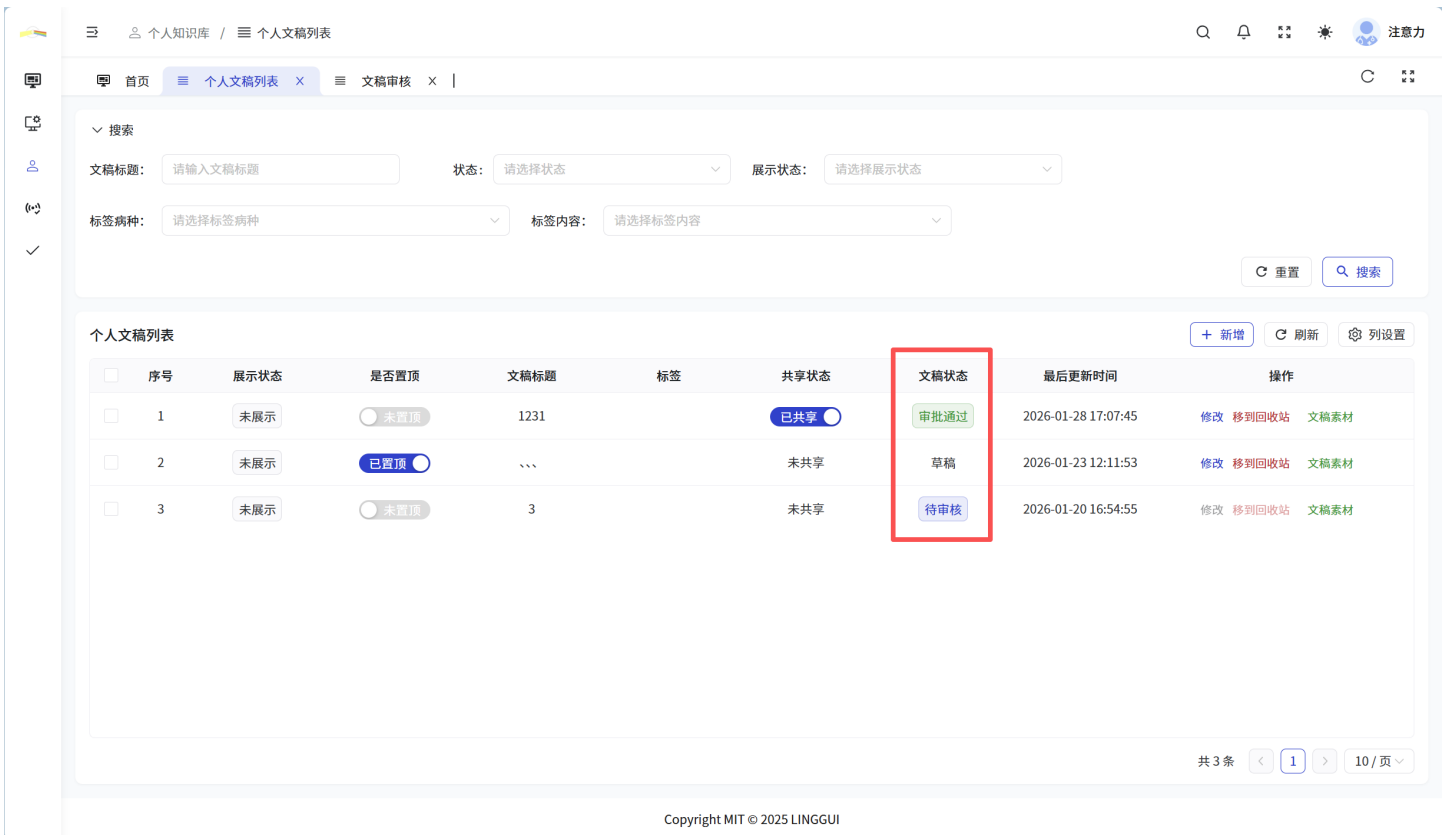 个人知识库 / 个人文稿列表 注意力
首页 个人文稿列表 X 文稿审核 X
搜索
文稿标题: 请输入文稿标题 状态: 请选择状态 展示状态: 请选择展示状态
标签病种: 请选择标签病种 标签内容: 请选择标签内容
重置 搜索
个人文稿列表 + 新增 刷新 列设置
序号 展示状态 是否置顶 文稿标题 标签 共享状态 文稿状态 最后更新时间 操作
1 未展示 未置顶 1231 已共享 审批通过 2026-01-28 17:07:45 修改 移到回收站 文稿素材
2 未展示 已置顶 、、、 未共享 草稿 2026-01-23 12:11:53 修改 移到回收站 文稿素材
3 未展示 未置顶 3 未共享 待审核 2026-01-20 16:54:55 修改 移到回收站 文稿素材
共 3 条 < 1 > 10 / 页
Copyright MIT © 2025 LINGGUI